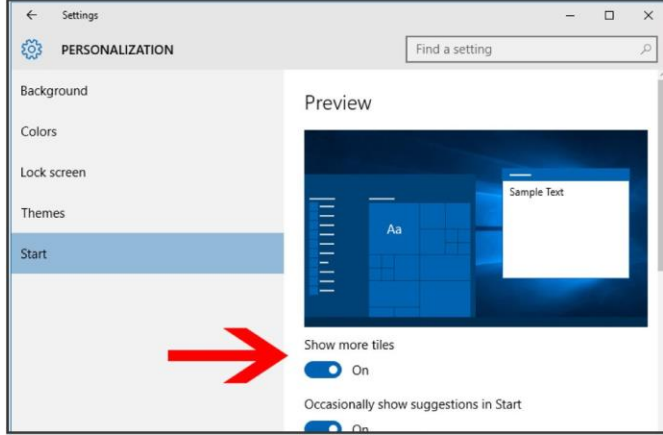 Settings
PERSONALIZATION
Find a setting
Background
Colors
Lock screen
Themes
Start
Preview
Sample Text
Aa
Show more tiles
On
Occasionally show suggestions in Start
On